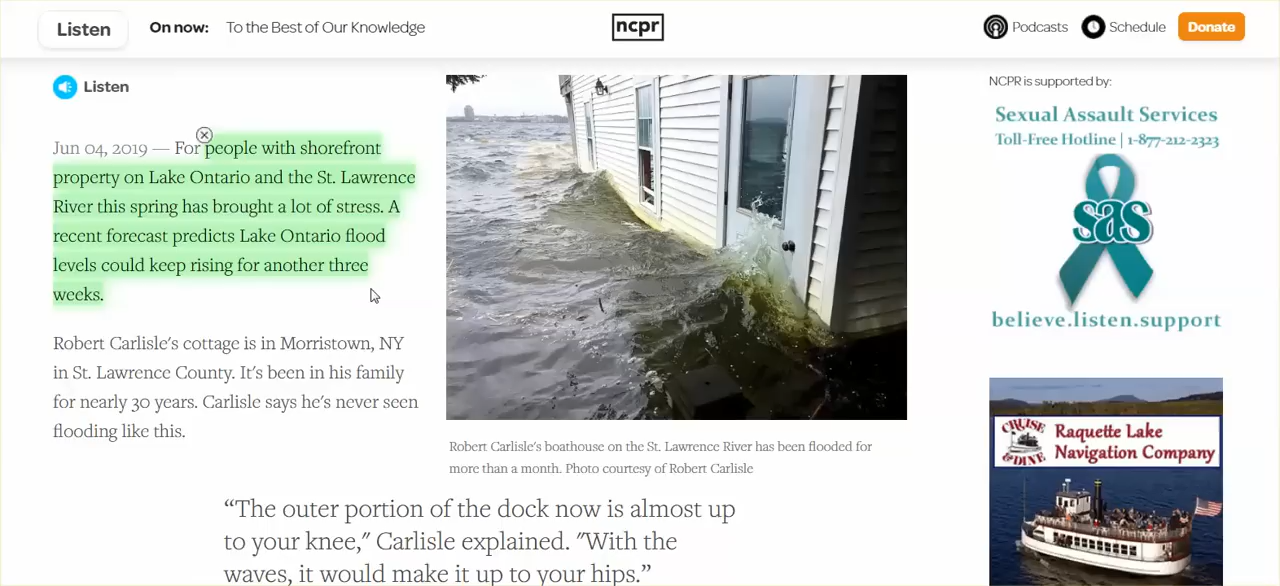 Listen
On now: To the Best of Our Knowledge
ncpr
Podcasts
Schedule
Donate
Listen
Jun 04, 2019 — For people with shorefront
property on Lake Ontario and the St. Lawrence
River this spring has brought a lot of stress. A
recent forecast predicts Lake Ontario flood
levels could keep rising for another three
weeks.
Robert Carlisle's cottage is in Morristown, NY
in St. Lawrence County. It's been in his family
for nearly 30 years. Carlisle says he's never seen
flooding like this.
Robert Carlisle's boathouse on the St. Lawrence River has been flooded for
more than a month. Photo courtesy of Robert Carlisle
“The outer portion of the dock now is almost up
to your knee," Carlisle explained. "With the
waves, it would make it up to your hips.”
NCPR is supported by:
Sexual Assault Services
Toll-Free Hotline | 1-877-212-2323
sas
believe.listen.support
CRUISE
& DINE
Raquette Lake
Navigation Company